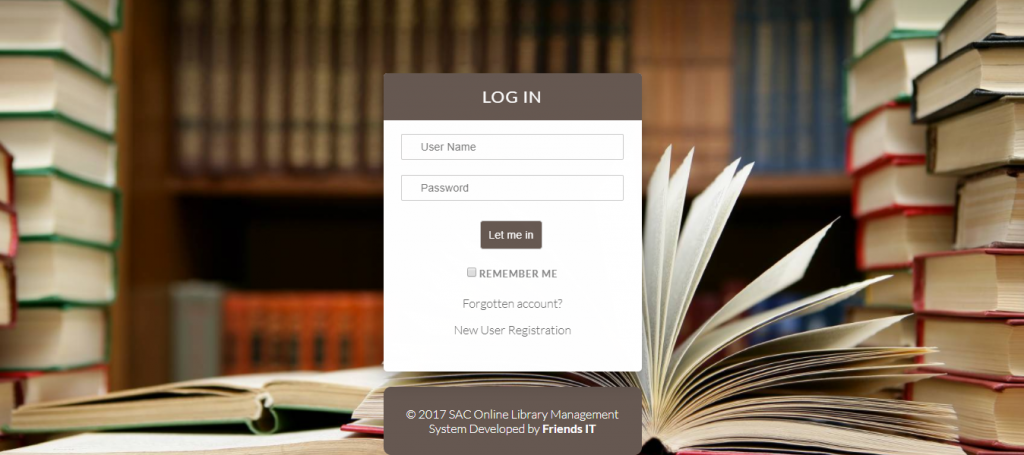 LOG IN
User Name
Password
Let me in
REMEMBER ME
Forgotten account?
New User Registration
© 2017 SAC Online Library Management
System Developed by Friends IT